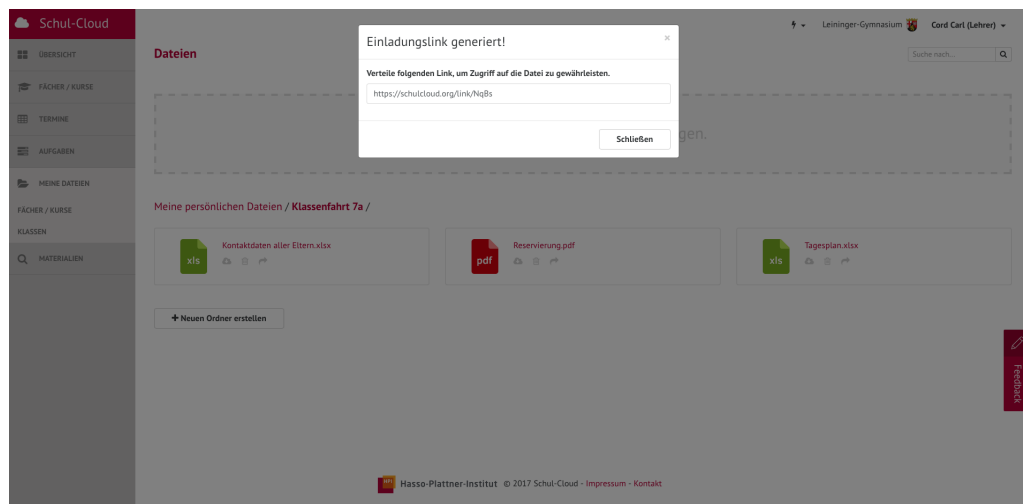 Schul-Cloud
Leininger-Gymnasium
Cord Carl (Lehrer)
ÜBERSICHT
FÄCHER / KURSE
TERMINE
AUFGABEN
MEINE DATEIEN
FÄCHER / KURSE
KLASSEN
MATERIALIEN
Dateien
Suche nach...
Einladungslink generiert!
×
Verteile folgenden Link, um Zugriff auf die Datei zu gewährleisten.
https://schulcloud.org/link/NqBs
Schließen
gen.
Meine persönlichen Dateien / Klassenfahrt 7a /
xls
Kontaktdaten aller Eltern.xlsx
pdf
Reservierung.pdf
xls
Tagesplan.xlsx
+ Neuen Ordner erstellen
Feedback
HPI Hasso-Plattner-Institut © 2017 Schul-Cloud - Impressum - Kontakt